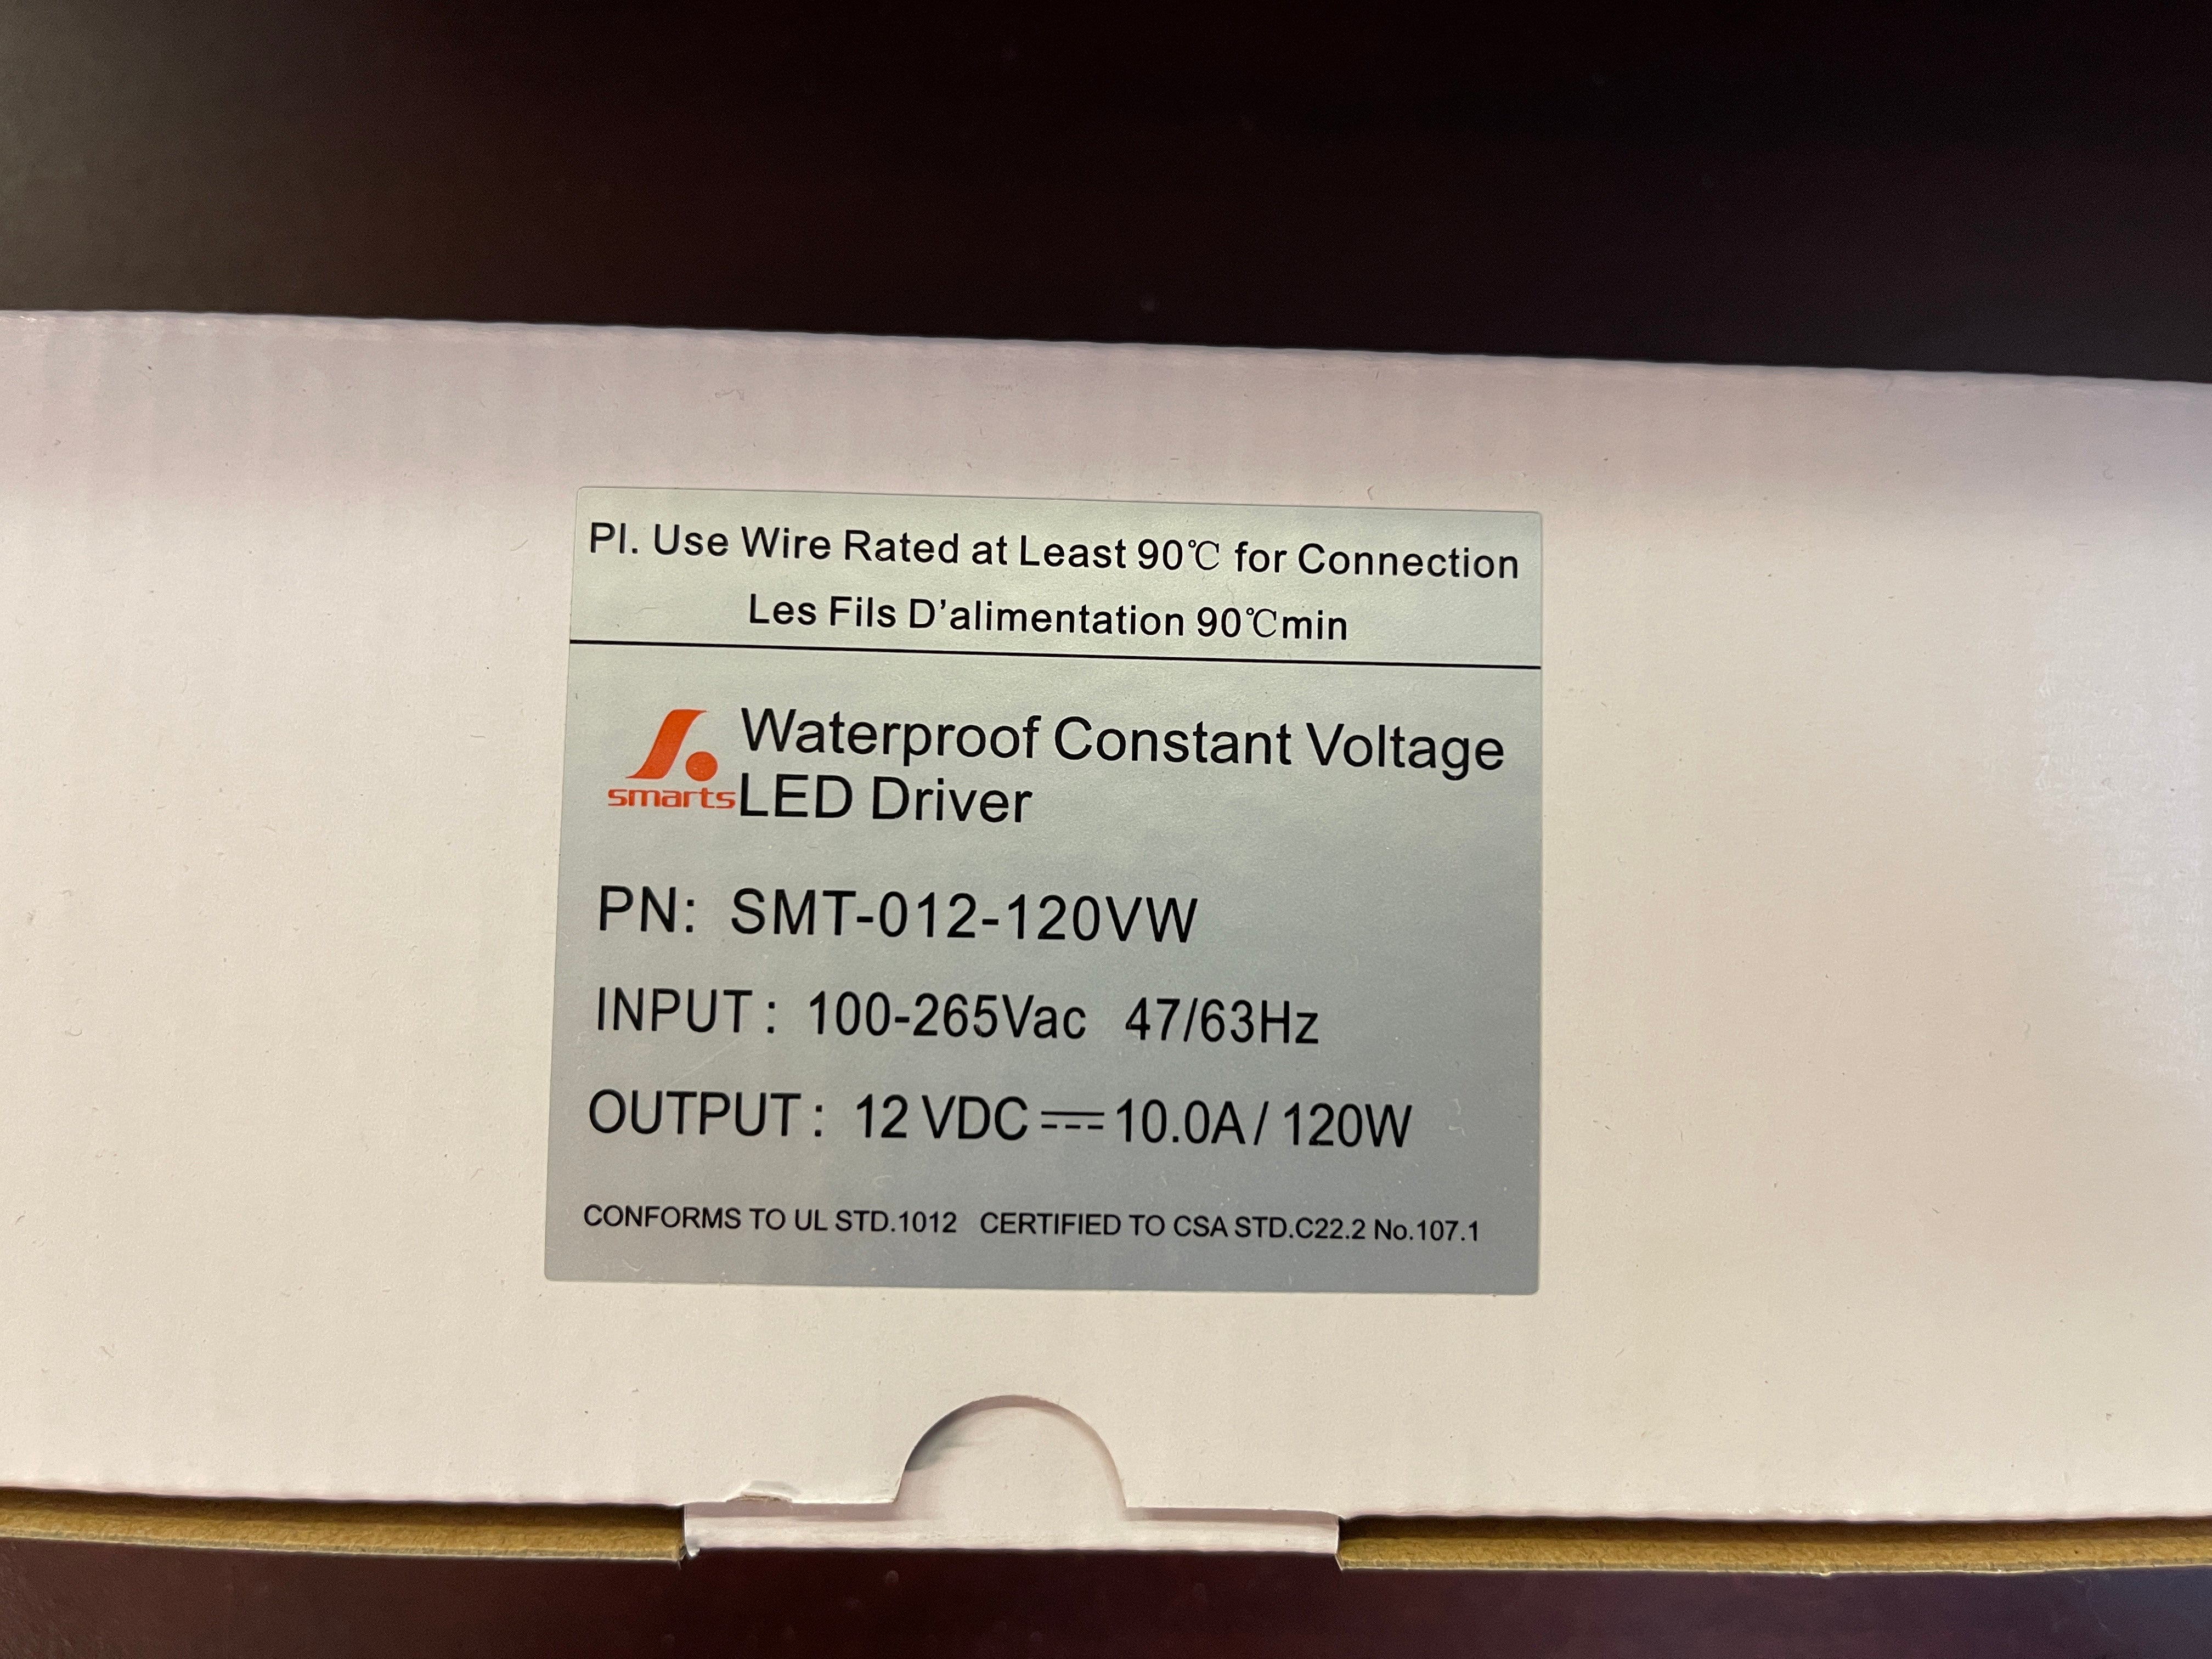 Pl. Use Wire Rated at Least 90℃ for Connection
Les Fils D'alimentation 90℃min
smarts
Waterproof Constant Voltage
LED Driver
PN: SMT-012-120VW
INPUT: 100-265Vac 47/63Hz
OUTPUT: 12 VDC ⎓ 10.0A/ 120W
CONFORMS TO UL STD.1012 CERTIFIED TO CSA STD.C22.2 No.107.1